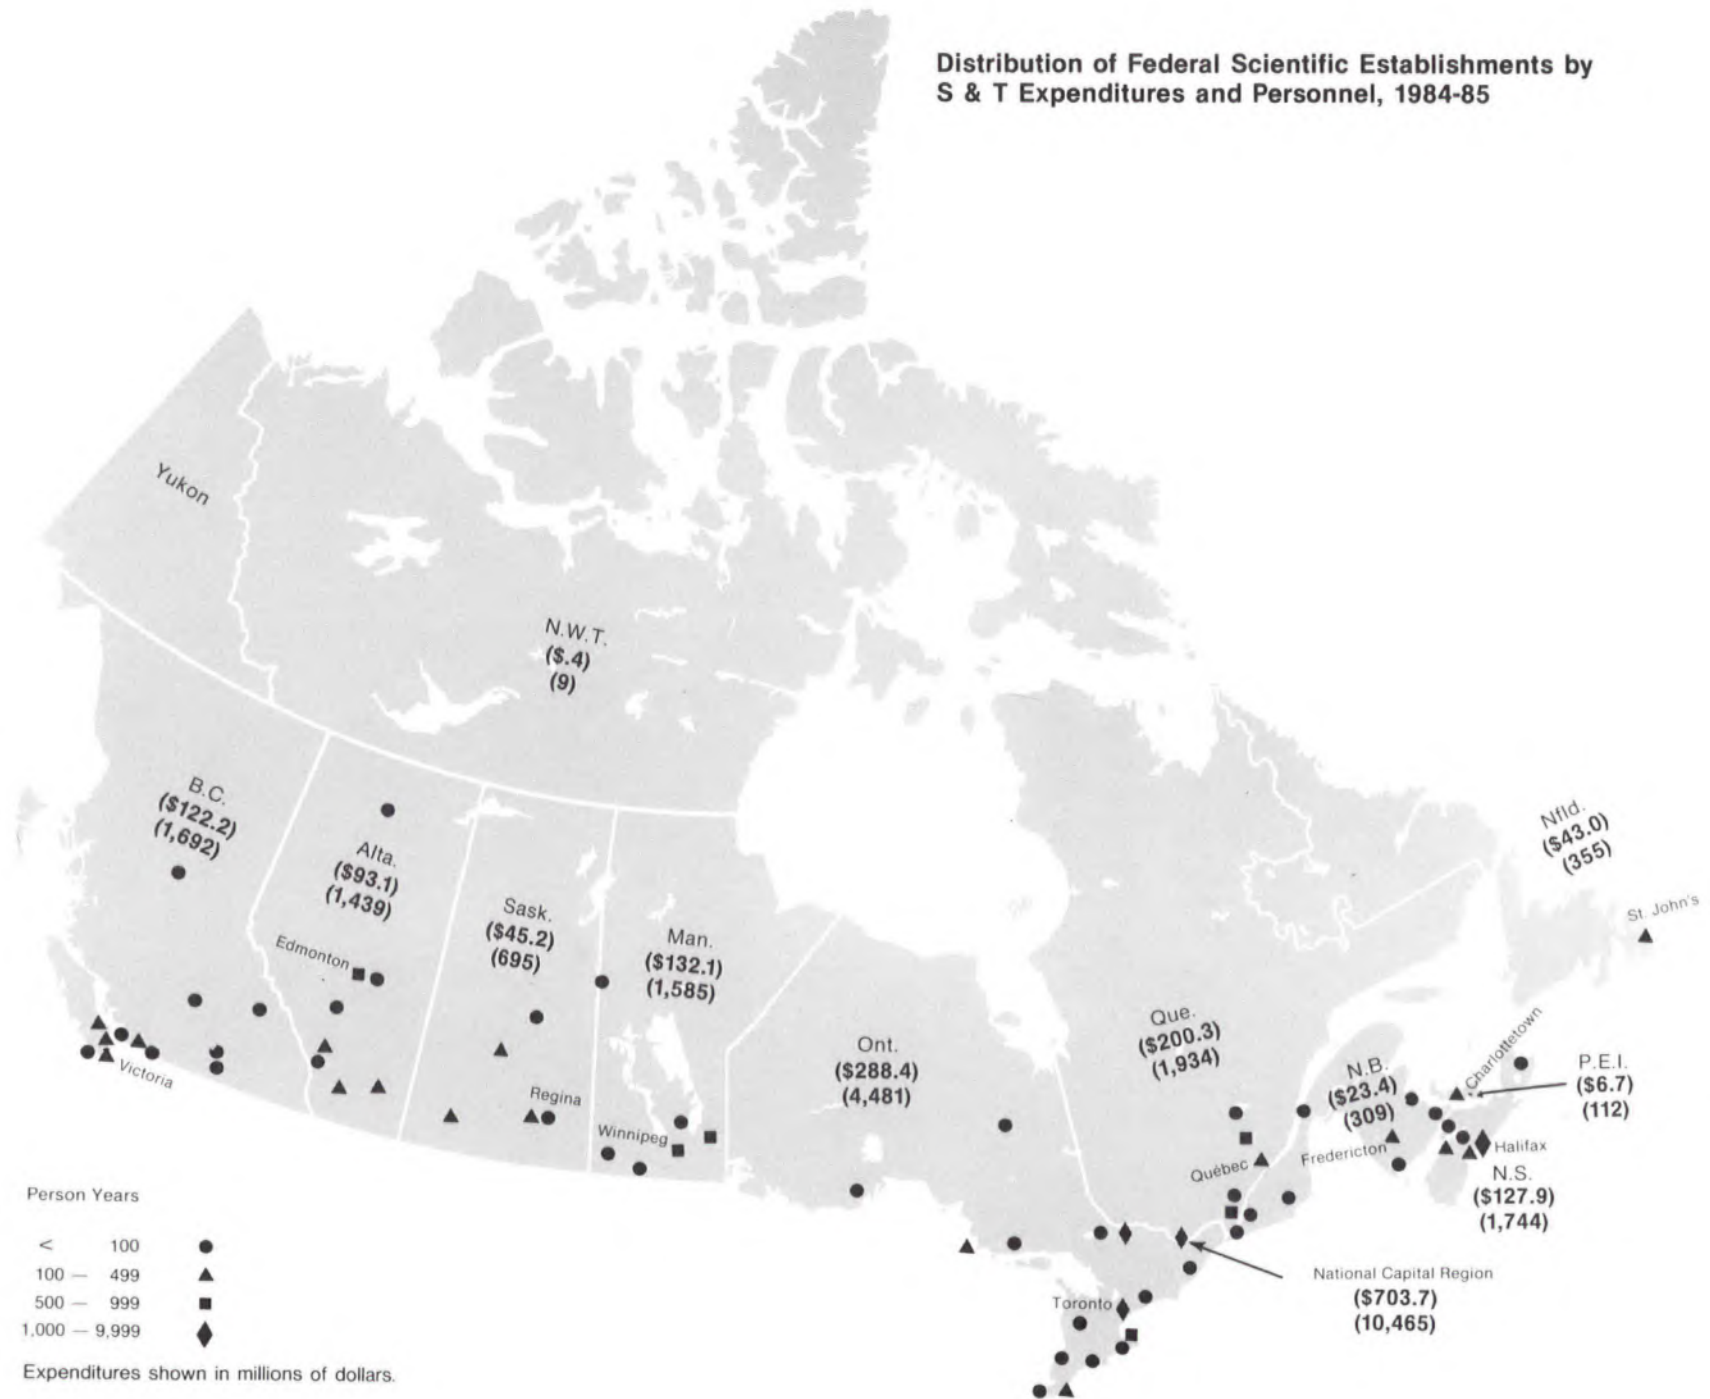 Distribution of Federal Scientific Establishments by
S & T Expenditures and Personnel, 1984-85
Yukon
N.W.T.
($.4)
(9)
B.C.
($122.2)
(1,692)
Alta.
($93.1)
(1,439)
Edmonton
Sask.
($45.2)
(695)
Regina
Man.
($132.1)
(1,585)
Winnipeg
Victoria
Ont.
($288.4)
(4,481)
Toronto
Que.
($200.3)
(1,934)
Québec
Nfld.
($43.0)
(355)
St. John's
N.B.
($23.4)
(309)
Fredericton
Charlottetown
P.E.I.
($6.7)
(112)
Halifax
N.S.
($127.9)
(1,744)
National Capital Region
($703.7)
(10,465)
Person Years
< 100
100 — 499
500 — 999
1,000 — 9,999
Expenditures shown in millions of dollars.